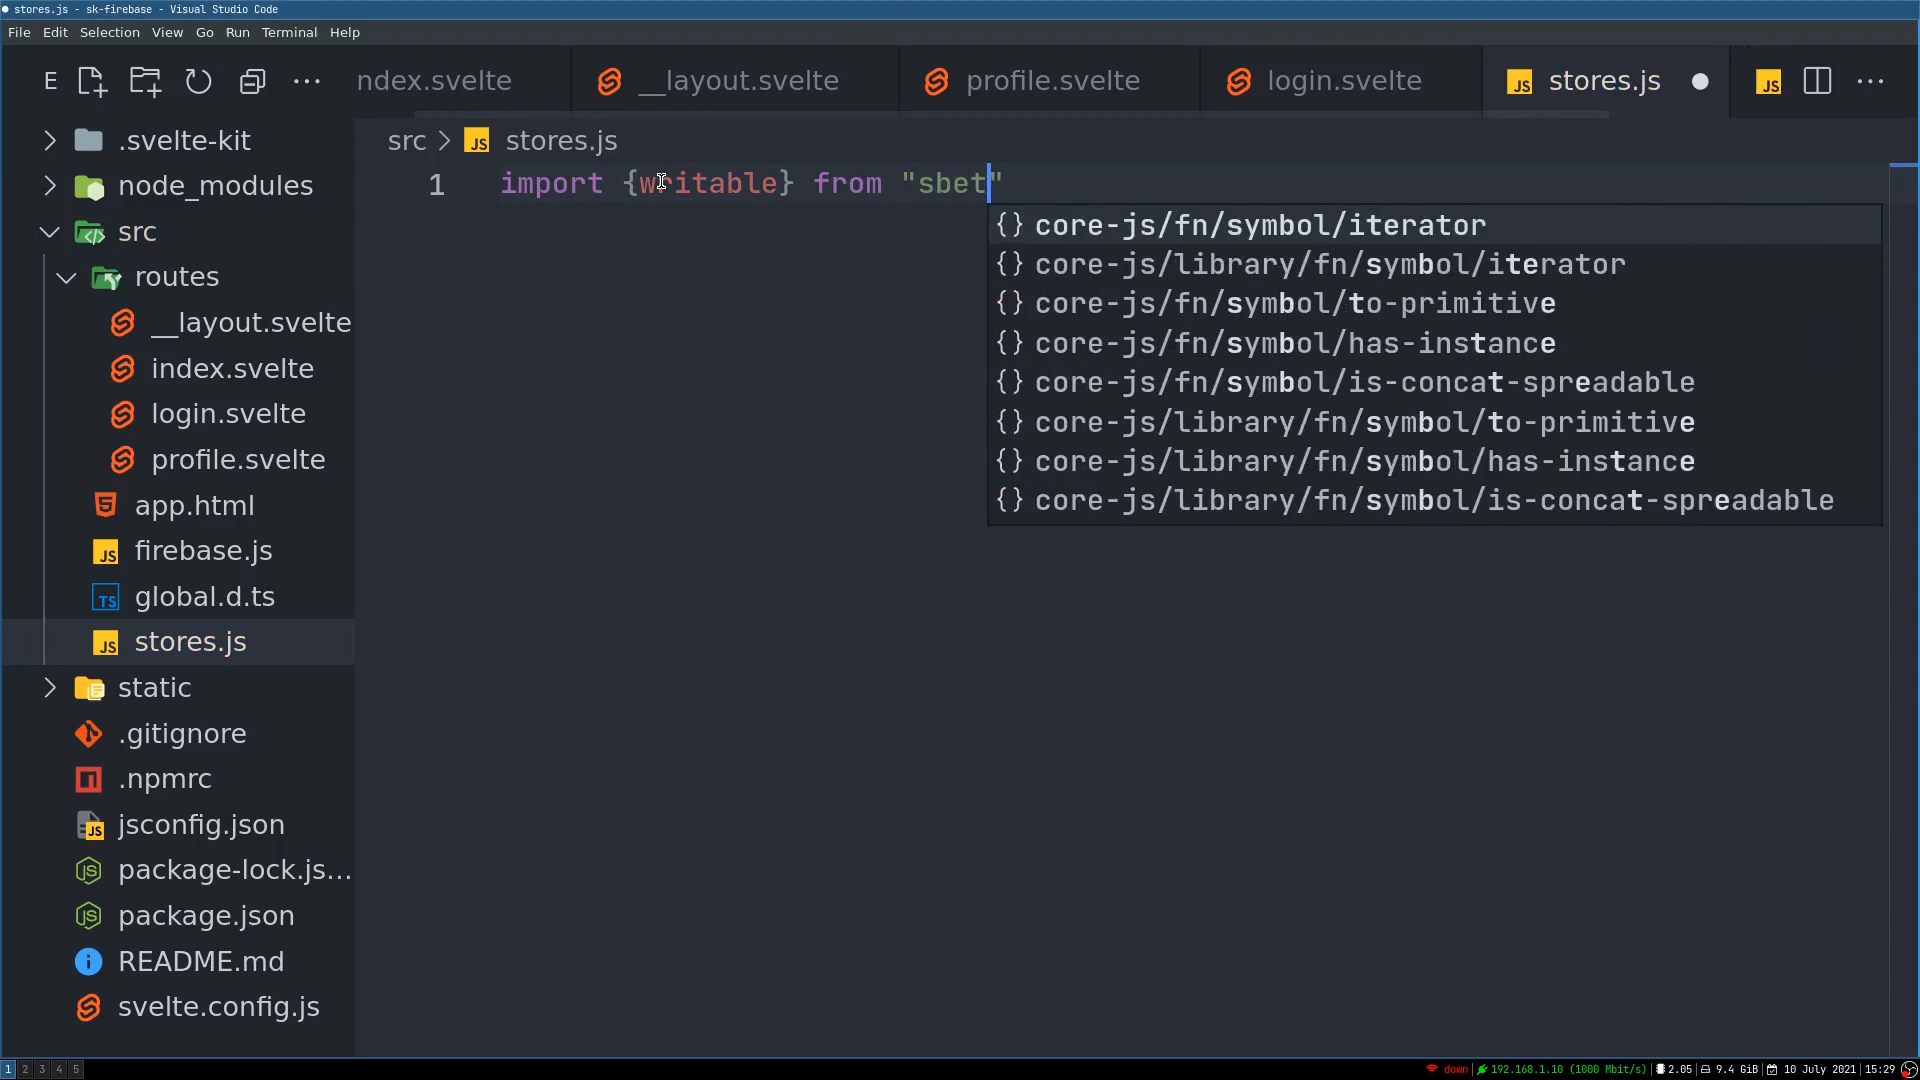 stores.js - sk-firebase - Visual Studio Code
File Edit Selection View Go Run Terminal Help
E
ndex.svelte
__layout.svelte
profile.svelte
login.svelte
JS stores.js
JS
.svelte-kit
node_modules
src
routes
__layout.svelte
index.svelte
login.svelte
profile.svelte
app.html
JS firebase.js
TS global.d.ts
JS stores.js
static
.gitignore
.npmrc
JS jsconfig.json
package-lock.js...
package.json
README.md
svelte.config.js
src > JS stores.js
1 import {writable} from "sbet"
{} core-js/fn/symbol/iterator
{} core-js/library/fn/symbol/iterator
{} core-js/fn/symbol/to-primitive
{} core-js/fn/symbol/has-instance
{} core-js/fn/symbol/is-concat-spreadable
{} core-js/library/fn/symbol/to-primitive
{} core-js/library/fn/symbol/has-instance
{} core-js/library/fn/symbol/is-concat-spreadable
1 2 3 4 5
down | 192.168.1.10 (1000 Mbit/s) | 2.05 | 9.4 GiB | 10 July 2021 | 15:29